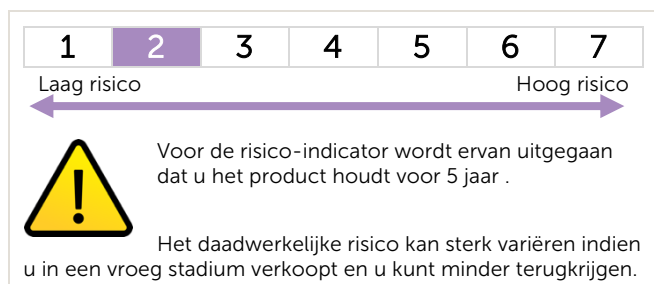 1 2 3 4 5 6 7
Laag risico Hoog risico
Voor de risico-indicator wordt ervan uitgegaan
dat u het product houdt voor 5 jaar .
Het daadwerkelijke risico kan sterk variëren indien
u in een vroeg stadium verkoopt en u kunt minder terugkrijgen.